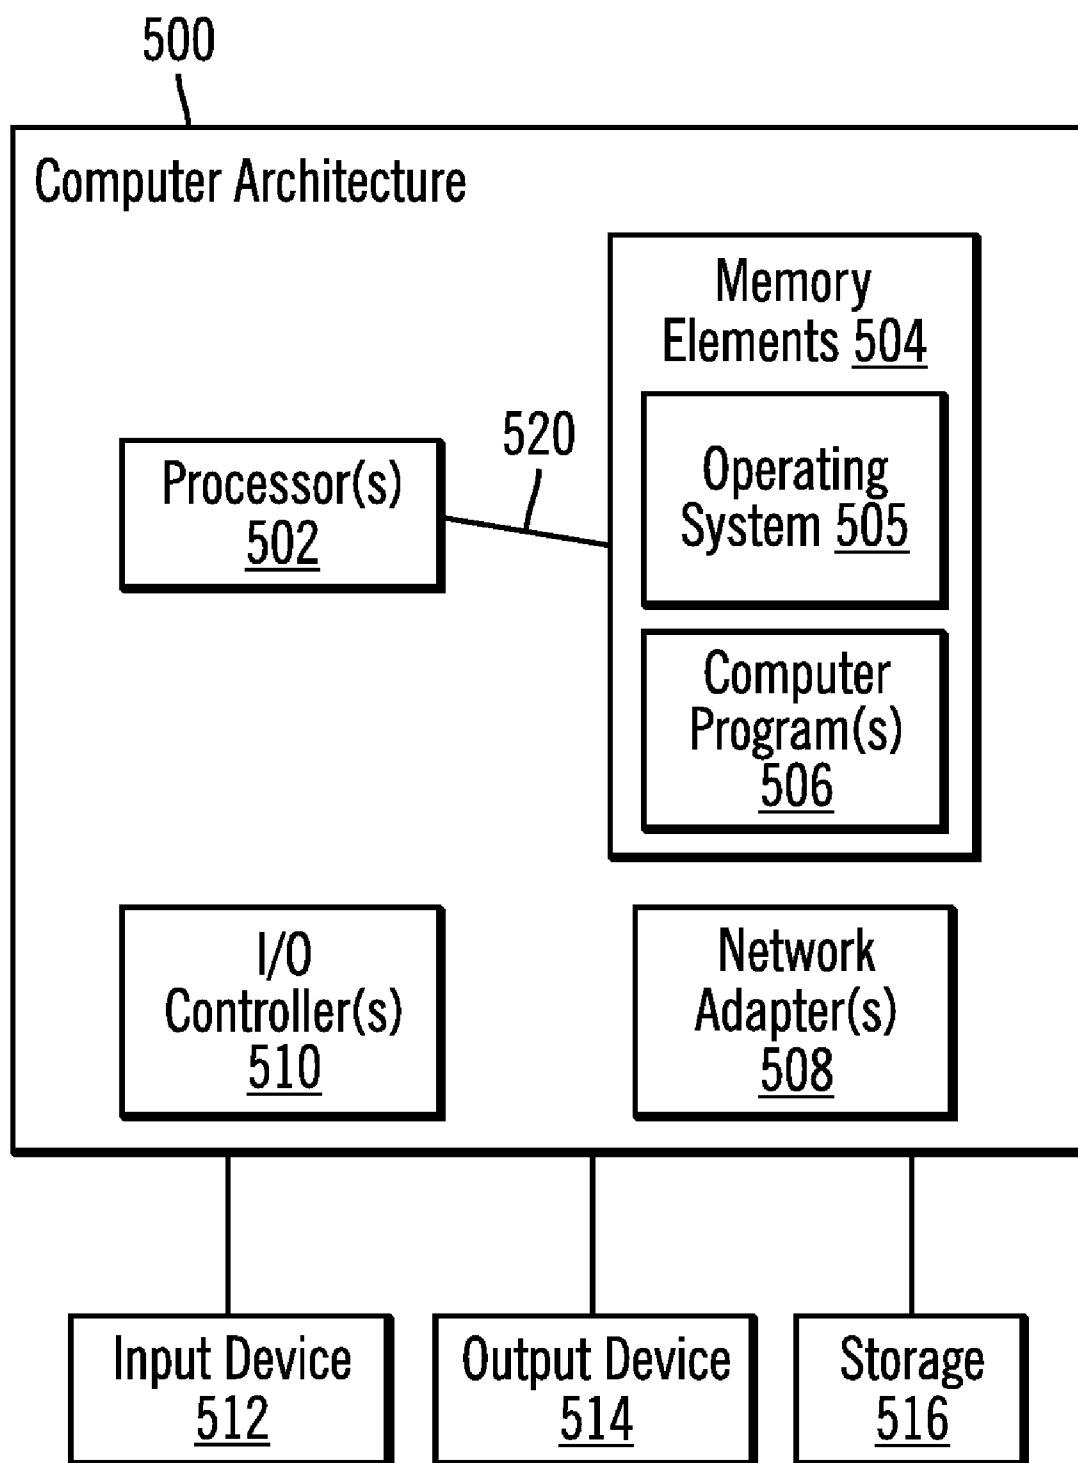 500
Computer Architecture
Memory
Elements 504
Operating
System 505
520
Processor(s)
502
Computer
Program(s)
506
I/O
Controller(s)
510
Network
Adapter(s)
508
Input Device
512
Output Device
514
Storage
516